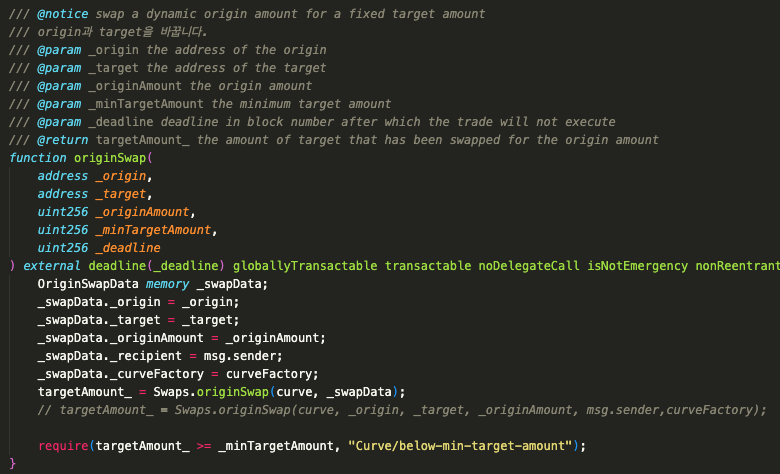 /// @notice swap a dynamic origin amount for a fixed target amount
/// origin과 target을 바꿉니다.
/// @param _origin the address of the origin
/// @param _target the address of the target
/// @param _originAmount the origin amount
/// @param _minTargetAmount the minimum target amount
/// @param _deadline deadline in block number after which the trade will not execute
/// @return targetAmount_ the amount of target that has been swapped for the origin amount
function originSwap(
    address _origin,
    address _target,
    uint256 _originAmount,
    uint256 _minTargetAmount,
    uint256 _deadline
) external deadline(_deadline) globallyTransactable transactable noDelegateCall isNotEmergency nonReentrant
    OriginSwapData memory _swapData;
    _swapData._origin = _origin;
    _swapData._target = _target;
    _swapData._originAmount = _originAmount;
    _swapData._recipient = msg.sender;
    _swapData._curveFactory = curveFactory;
    targetAmount_ = Swaps.originSwap(curve, _swapData);
    // targetAmount_ = Swaps.originSwap(curve, _origin, _target, _originAmount, msg.sender,curveFactory);
    require(targetAmount_ >= _minTargetAmount, "Curve/below-min-target-amount");
}